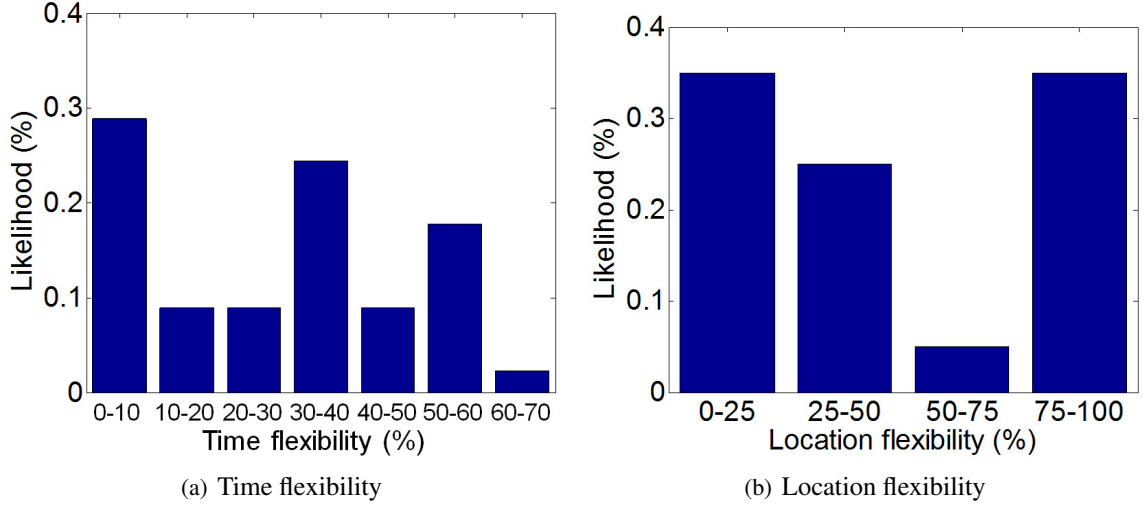 0.4
0.3
0.2
0.1
0
Likelihood (%)
0-10 10-20 20-30 30-40 40-50 50-60 60-70
Time flexibility (%)
(a) Time flexibility
0.4
0.3
0.2
0.1
0
Likelihood (%)
0-25 25-50 50-75 75-100
Location flexibility (%)
(b) Location flexibility